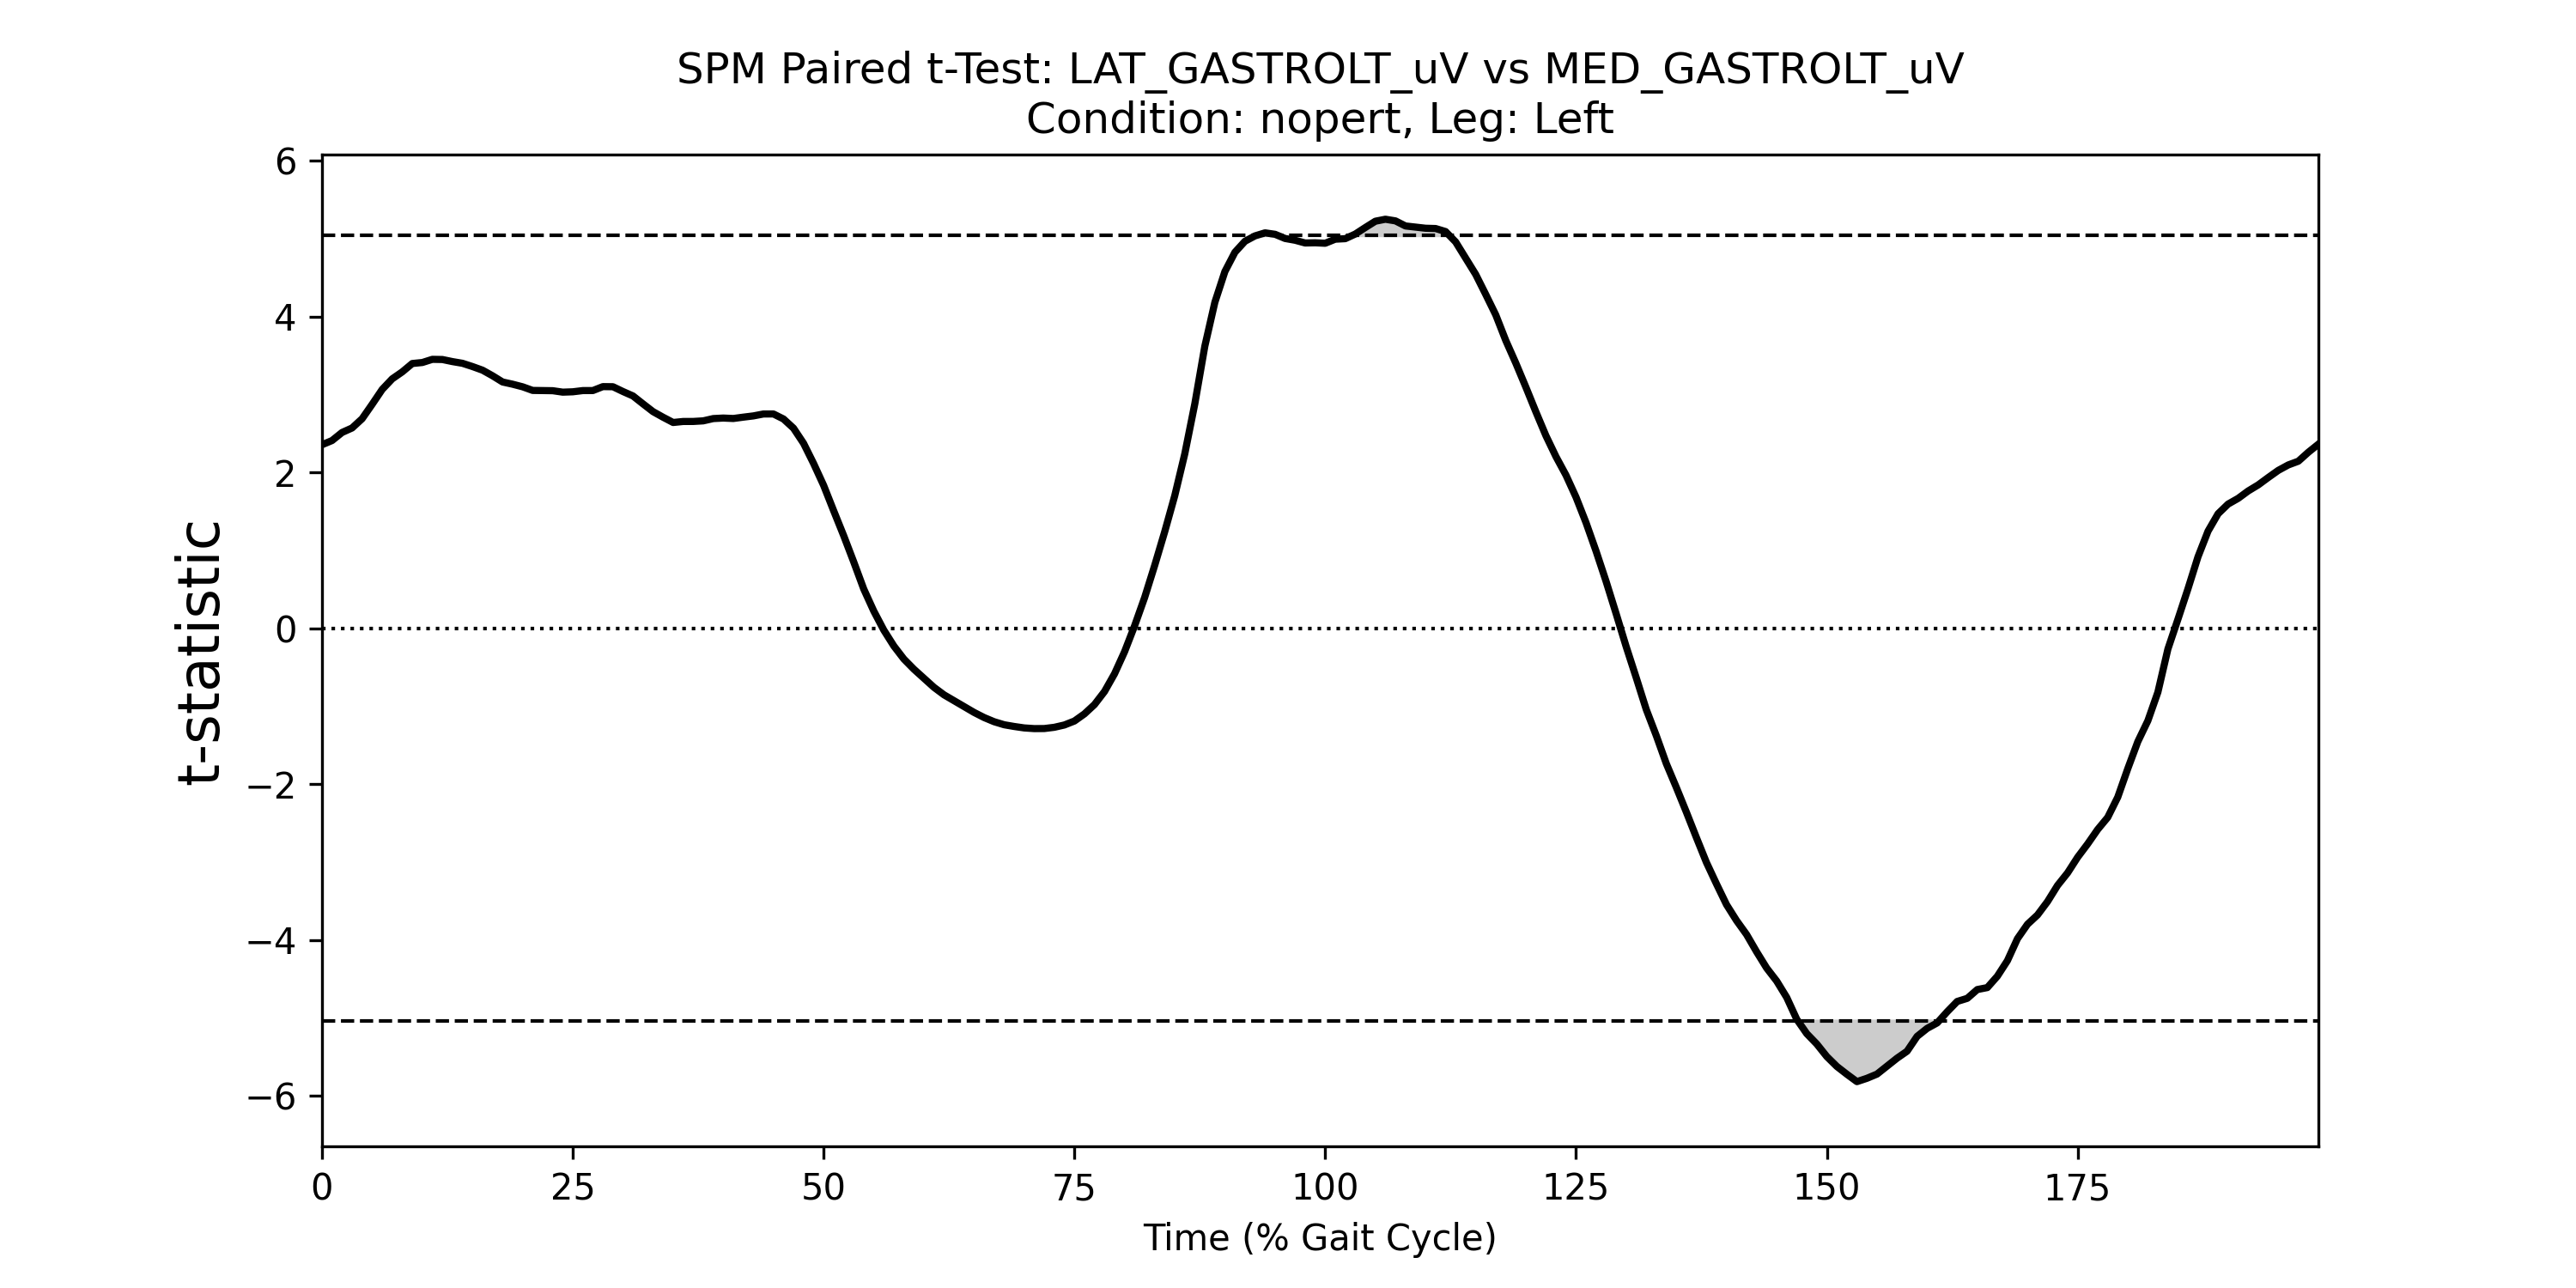 SPM Paired t-Test: LAT_GASTROLT_uV vs MED_GASTROLT_uV
Condition: nopert, Leg: Left
6
4
2
0
−2
−4
−6
t-statistic
0 25 50 75 100 125 150 175
Time (% Gait Cycle)